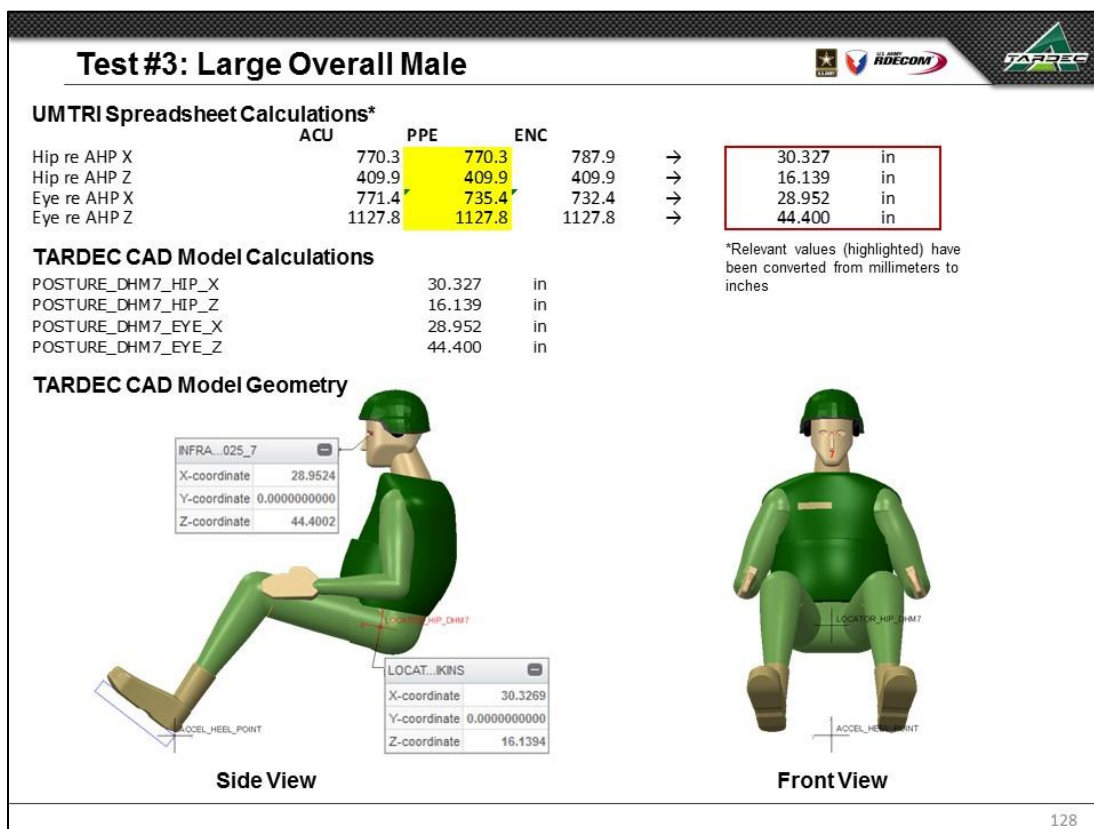 Test #3: Large Overall Male
U.S. ARMY
U.S. ARMY
RDECOM
TARDEC
UMTRI Spreadsheet Calculations*
ACU PPE ENC
Hip re AHP X 770.3 770.3 787.9 → 30.327 in
Hip re AHP Z 409.9 409.9 409.9 → 16.139 in
Eye re AHP X 771.4 735.4 732.4 → 28.952 in
Eye re AHP Z 1127.8 1127.8 1127.8 → 44.400 in
*Relevant values (highlighted) have
been converted from millimeters to
inches
TARDEC CAD Model Calculations
POSTURE_DHM7_HIP_X 30.327 in
POSTURE_DHM7_HIP_Z 16.139 in
POSTURE_DHM7_EYE_X 28.952 in
POSTURE_DHM7_EYE_Z 44.400 in
TARDEC CAD Model Geometry
INFRA...025_7
X-coordinate 28.9524
Y-coordinate 0.0000000000
Z-coordinate 44.4002
7
LOCATOR_HIP_DHM7
LOCATOR_HIP_DHM7
LOCAT...IKINS
X-coordinate 30.3269
Y-coordinate 0.0000000000
Z-coordinate 16.1394
ACCEL_HEEL_POINT
ACCEL_HEEL_POINT
Side View
Front View
128